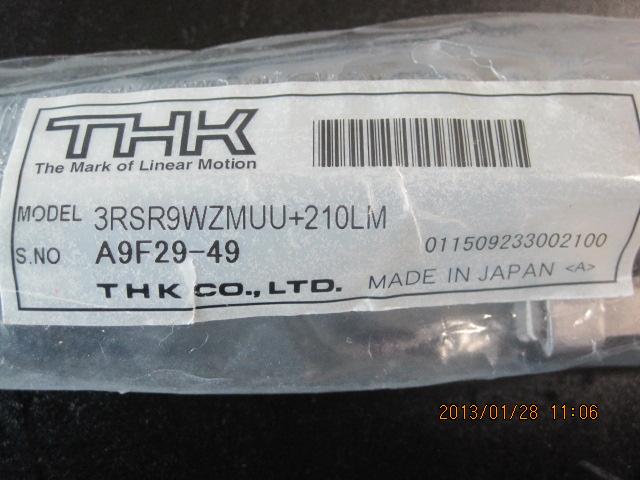 THK
The Mark of Linear Motion
MODEL 3RSR9WZMUU+210LM
S.NO A9F29-49
011509233002100
THK CO., LTD. MADE IN JAPAN <A>
2013/01/28 11:06